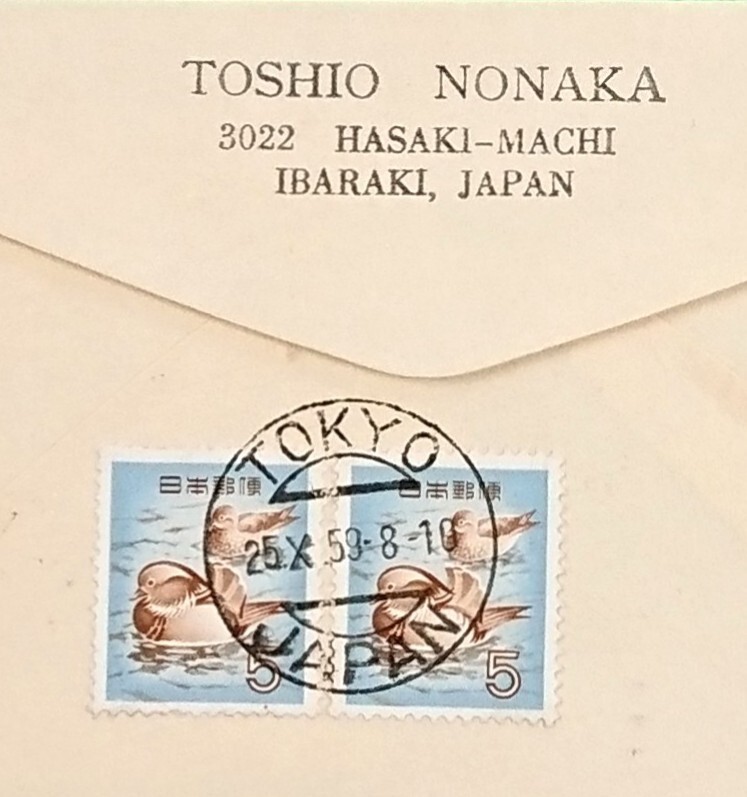 TOSHIO NONAKA
3022 HASAKI-MACHI
IBARAKI, JAPAN
TOKYO
日本郵便 日本郵便
25.X.59-8-10
5 5
JAPAN